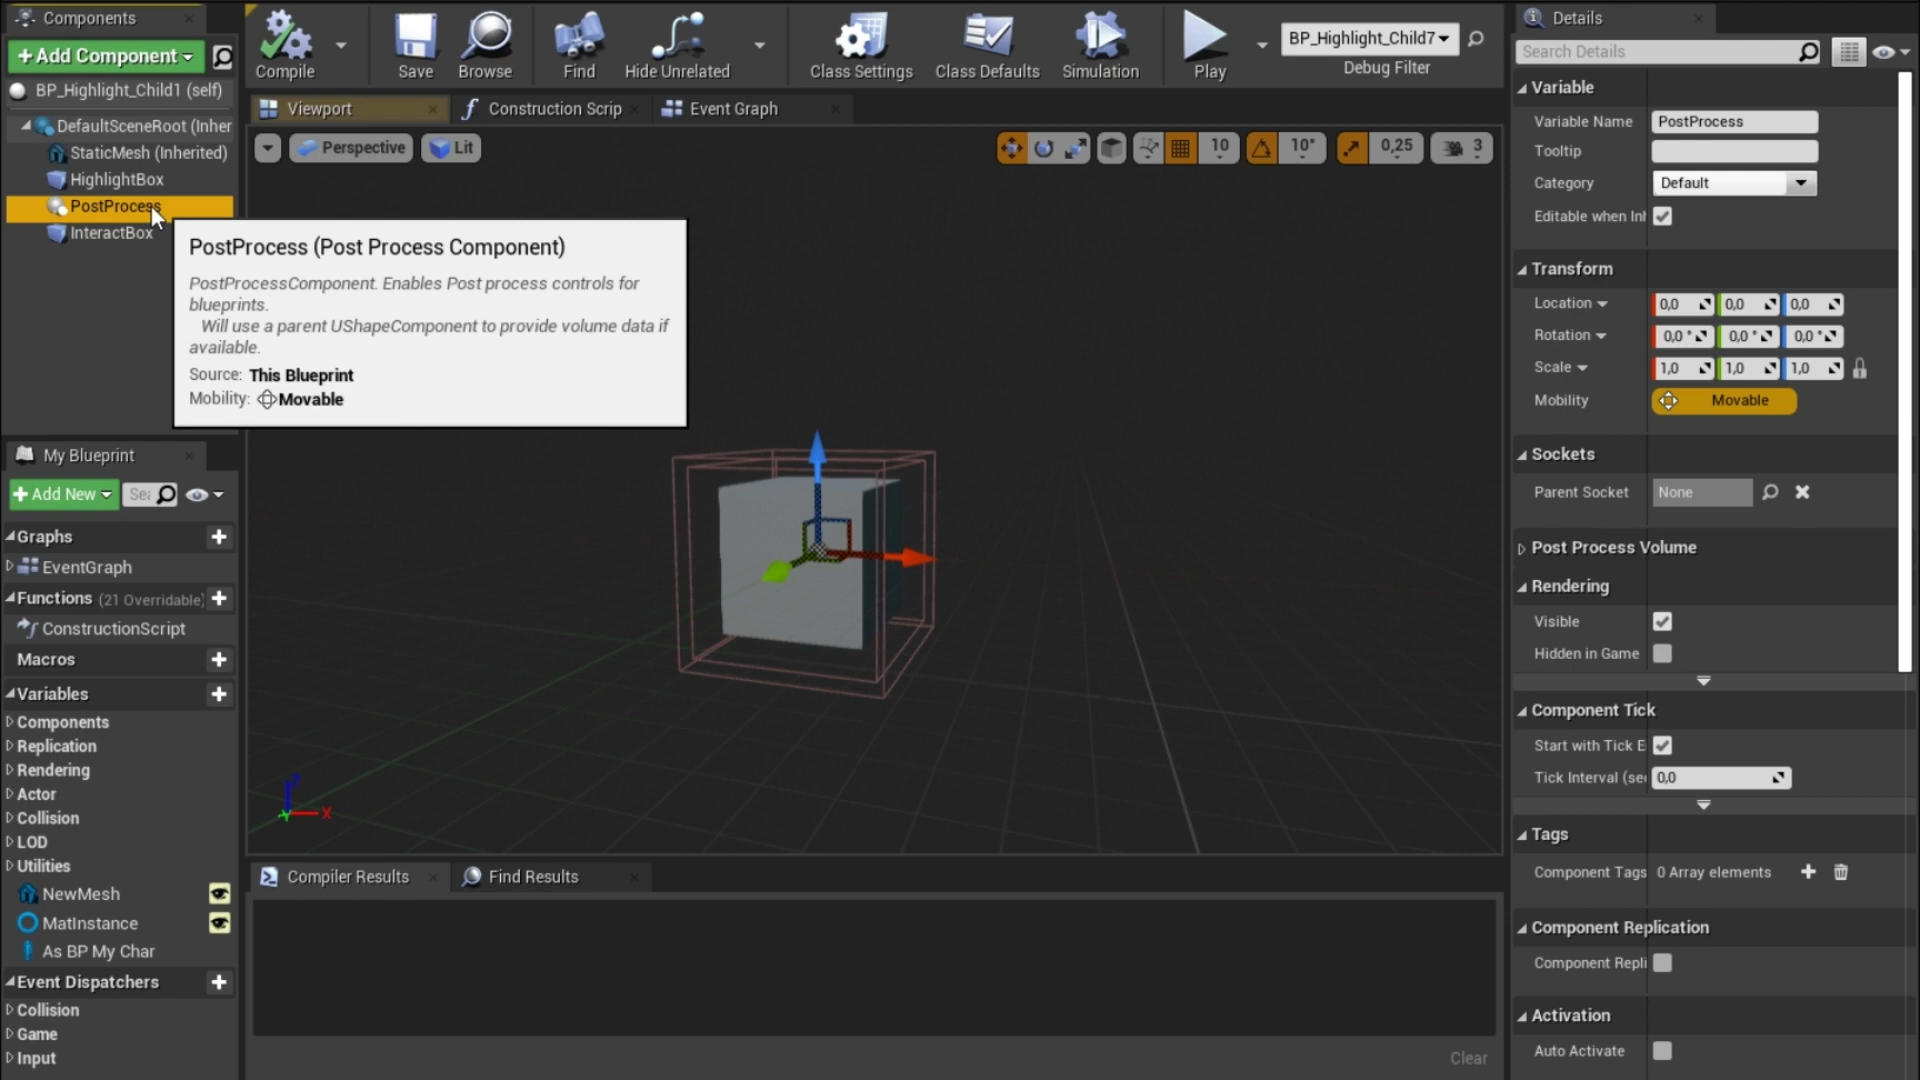 Components
+ Add Component
BP_Highlight_Child1 (self)
DefaultSceneRoot (Inher
StaticMesh (Inherited)
HighlightBox
PostProcess
InteractBox
PostProcess (Post Process Component)
PostProcessComponent. Enables Post process controls for
blueprints.
Will use a parent UShapeComponent to provide volume data if
available.
Source: This Blueprint
Mobility: Movable
My Blueprint
+ Add New
Sea
Graphs
EventGraph
Functions (21 Overridable)
ConstructionScript
Macros
Variables
Components
Replication
Rendering
Actor
Collision
LOD
Utilities
NewMesh
MatInstance
As BP My Char
Event Dispatchers
Collision
Game
Input
Compile
Save
Browse
Find
Hide Unrelated
Class Settings
Class Defaults
Simulation
Play
BP_Highlight_Child7
Debug Filter
Viewport
Construction Scrip
Event Graph
Perspective
Lit
10
10°
0,25
3
X
Compiler Results
Find Results
Clear
Details
Search Details
Variable
Variable Name PostProcess
Tooltip
Category Default
Editable when Inh
Transform
Location 0,0 0,0 0,0
Rotation 0,0 ° 0,0 ° 0,0 °
Scale 1,0 1,0 1,0
Mobility Movable
Sockets
Parent Socket None
Post Process Volume
Rendering
Visible
Hidden in Game
Component Tick
Start with Tick E
Tick Interval (sec 0,0
Tags
Component Tags 0 Array elements
Component Replication
Component Repli
Activation
Auto Activate